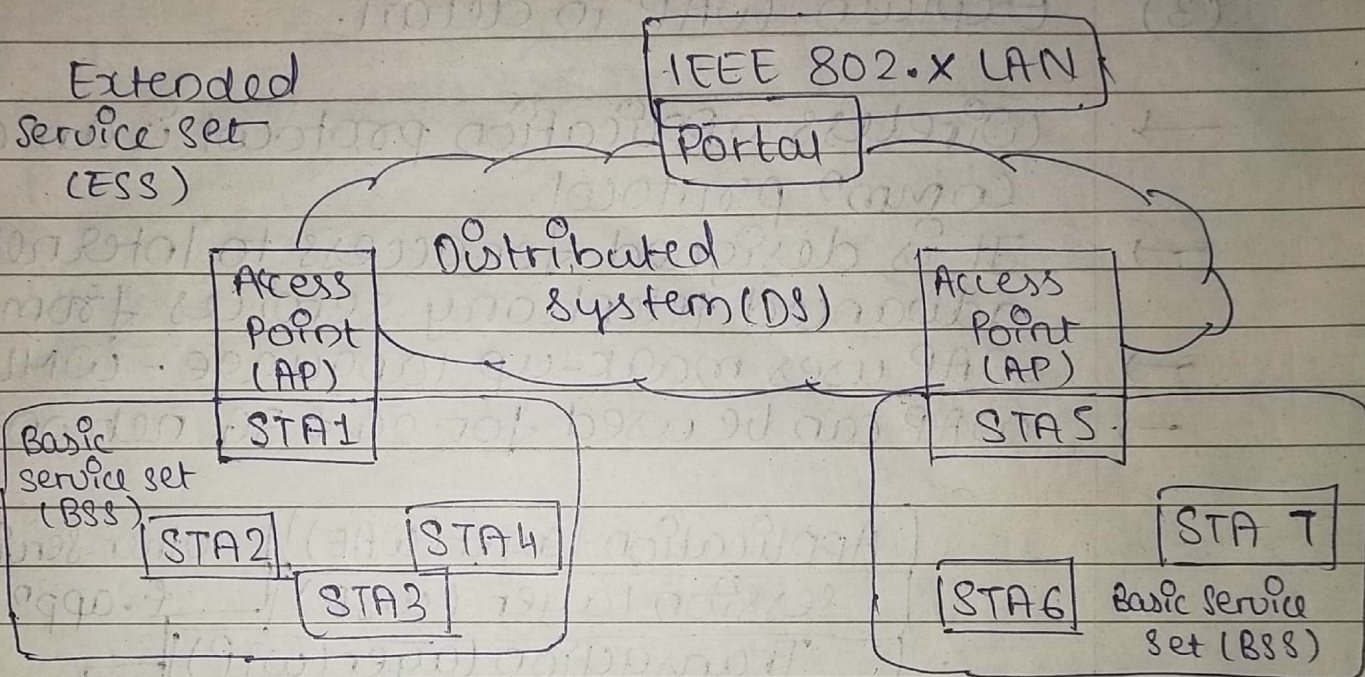 Extended
Service set
(ESS)
IEEE 802.X LAN
Portal
Distributed
System (DS)
Access
Point
(AP)
STA1
Access
Point
(AP)
STA5
Basic
service set
(BSS)
STA2
STA4
STA3
STA 7
STA6
Basic Service
Set (BSS)